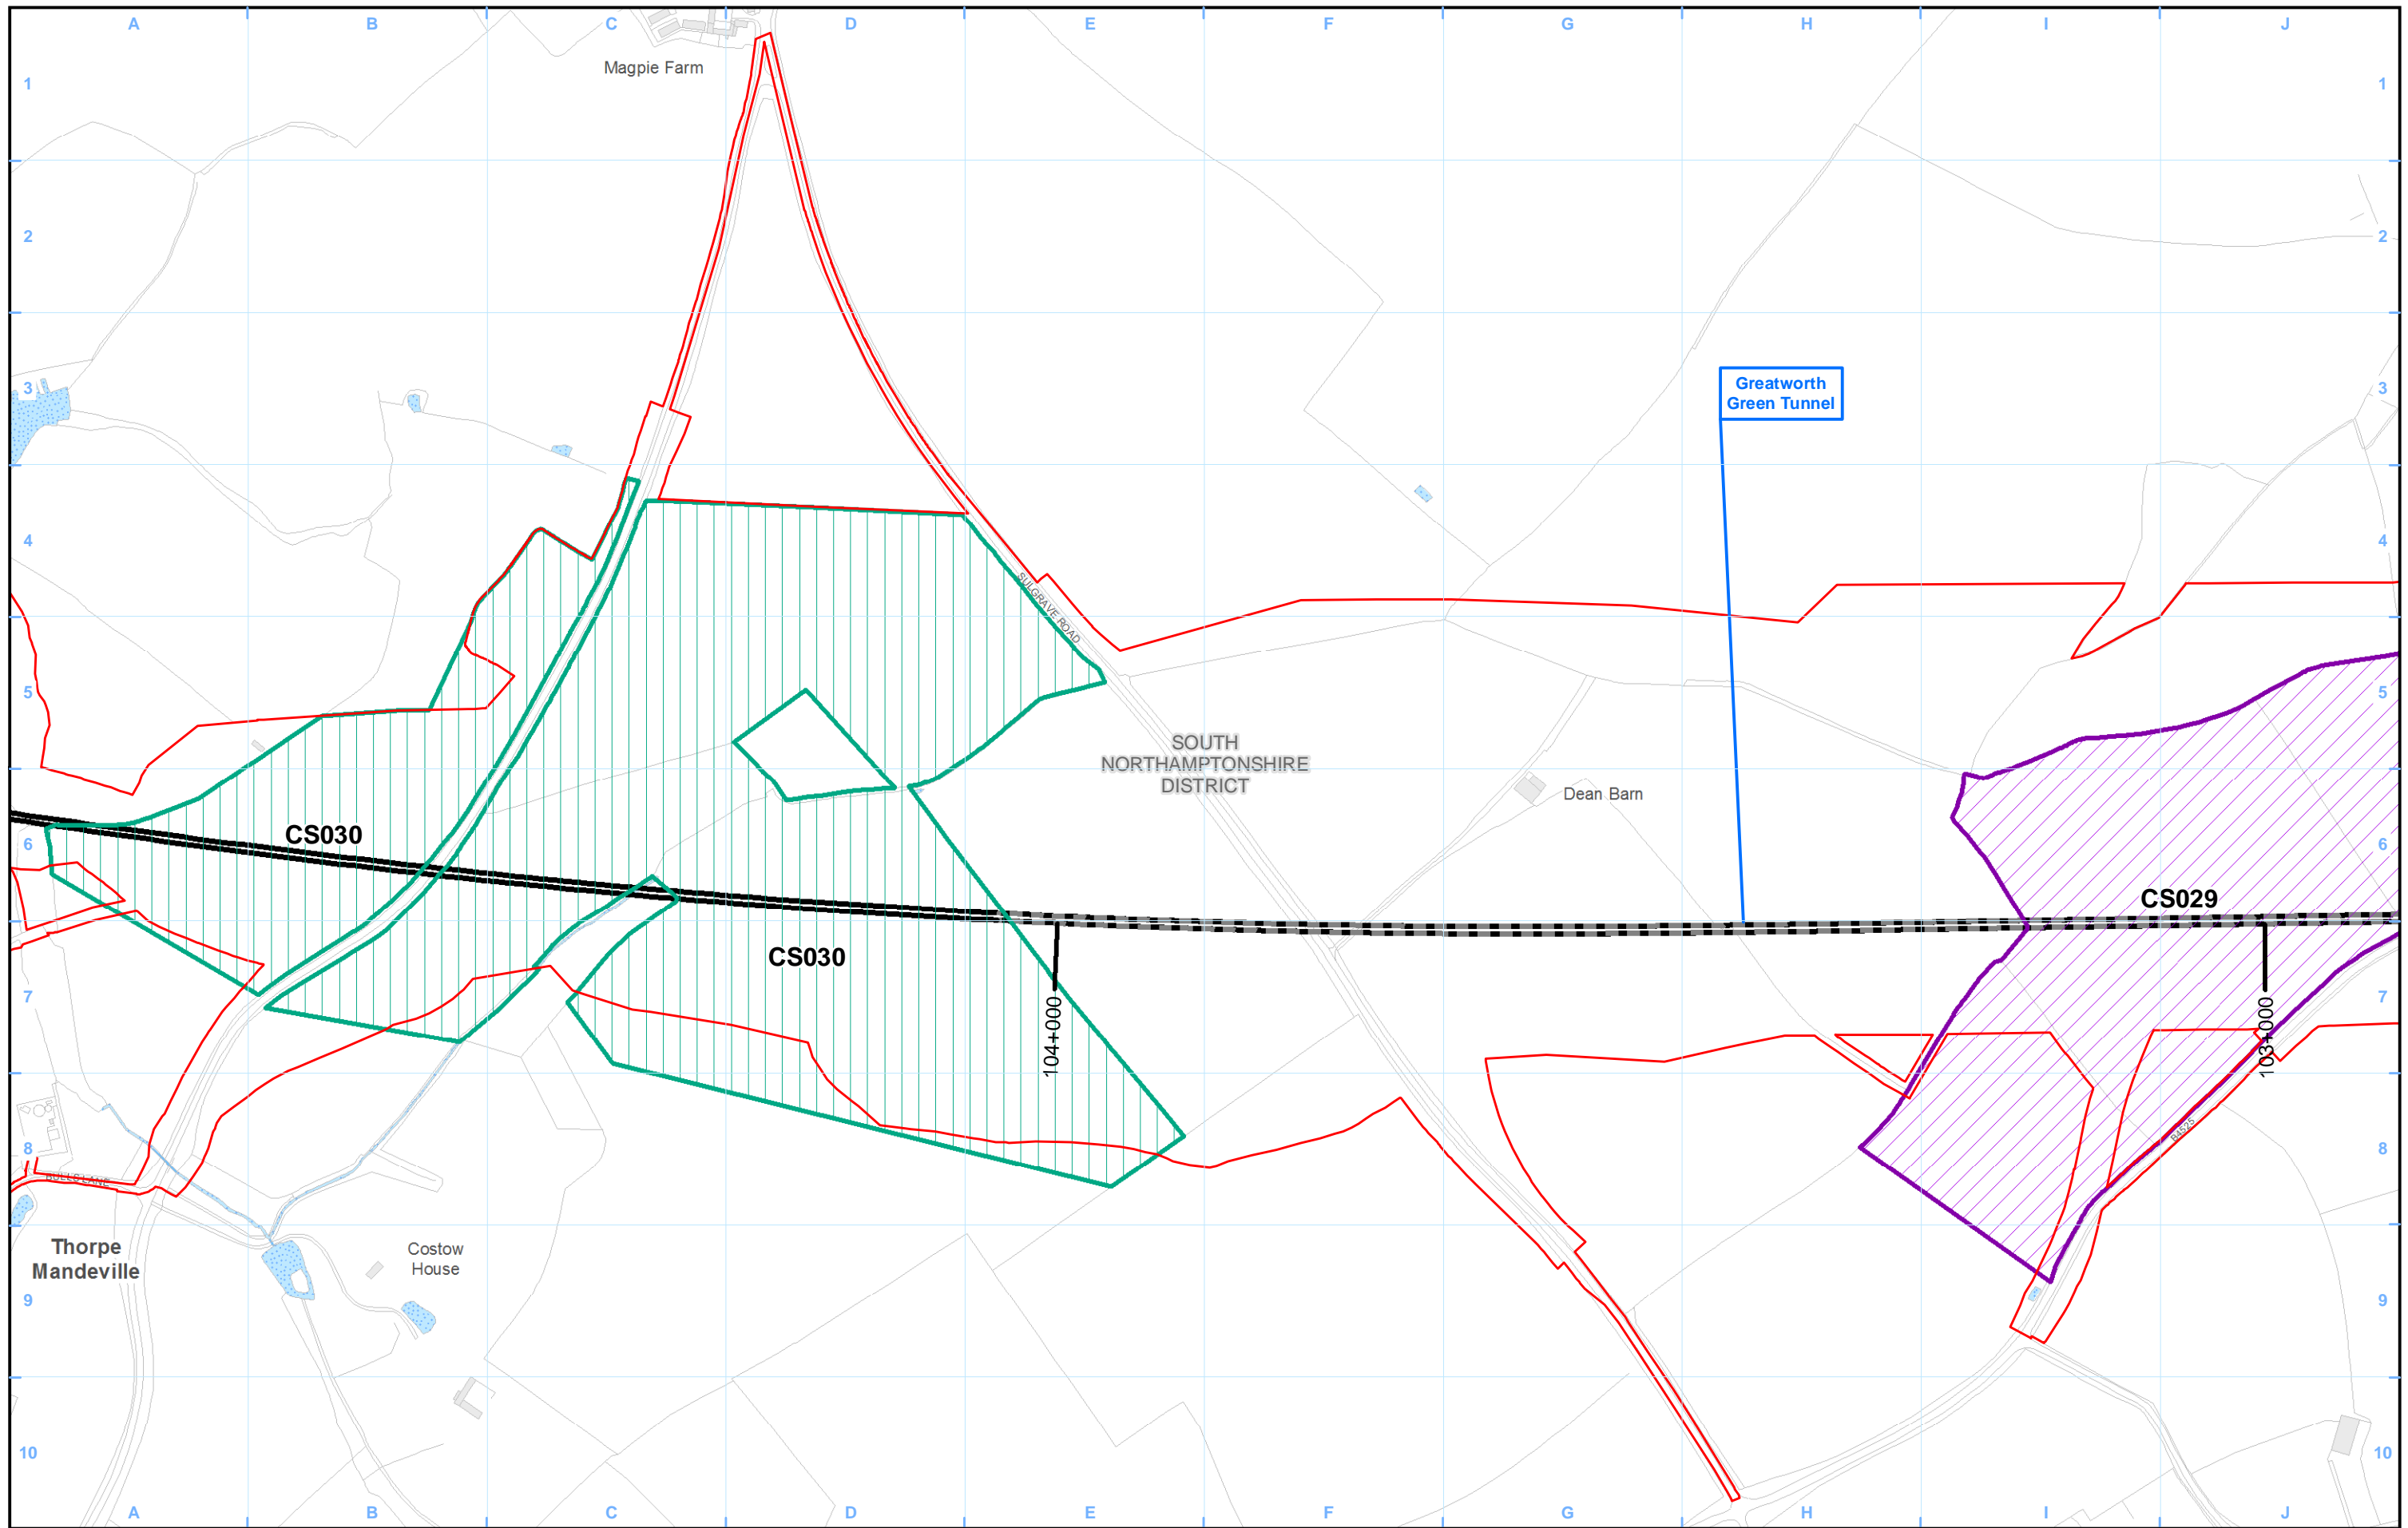 A B C D E F G H I J
Magpie Farm
1 1
2 2
3 3
Greatworth
Green Tunnel
4 4
SULGRAVE ROAD
5 5
SOUTH
NORTHAMPTONSHIRE
DISTRICT
Dean Barn
CS030
6 6
CS029
CS030
7 7
104+000
103+000
8 8
B4525
BULLS LANE
Thorpe
Mandeville
Costow
House
9 9
10 10
A B C D E F G H I J